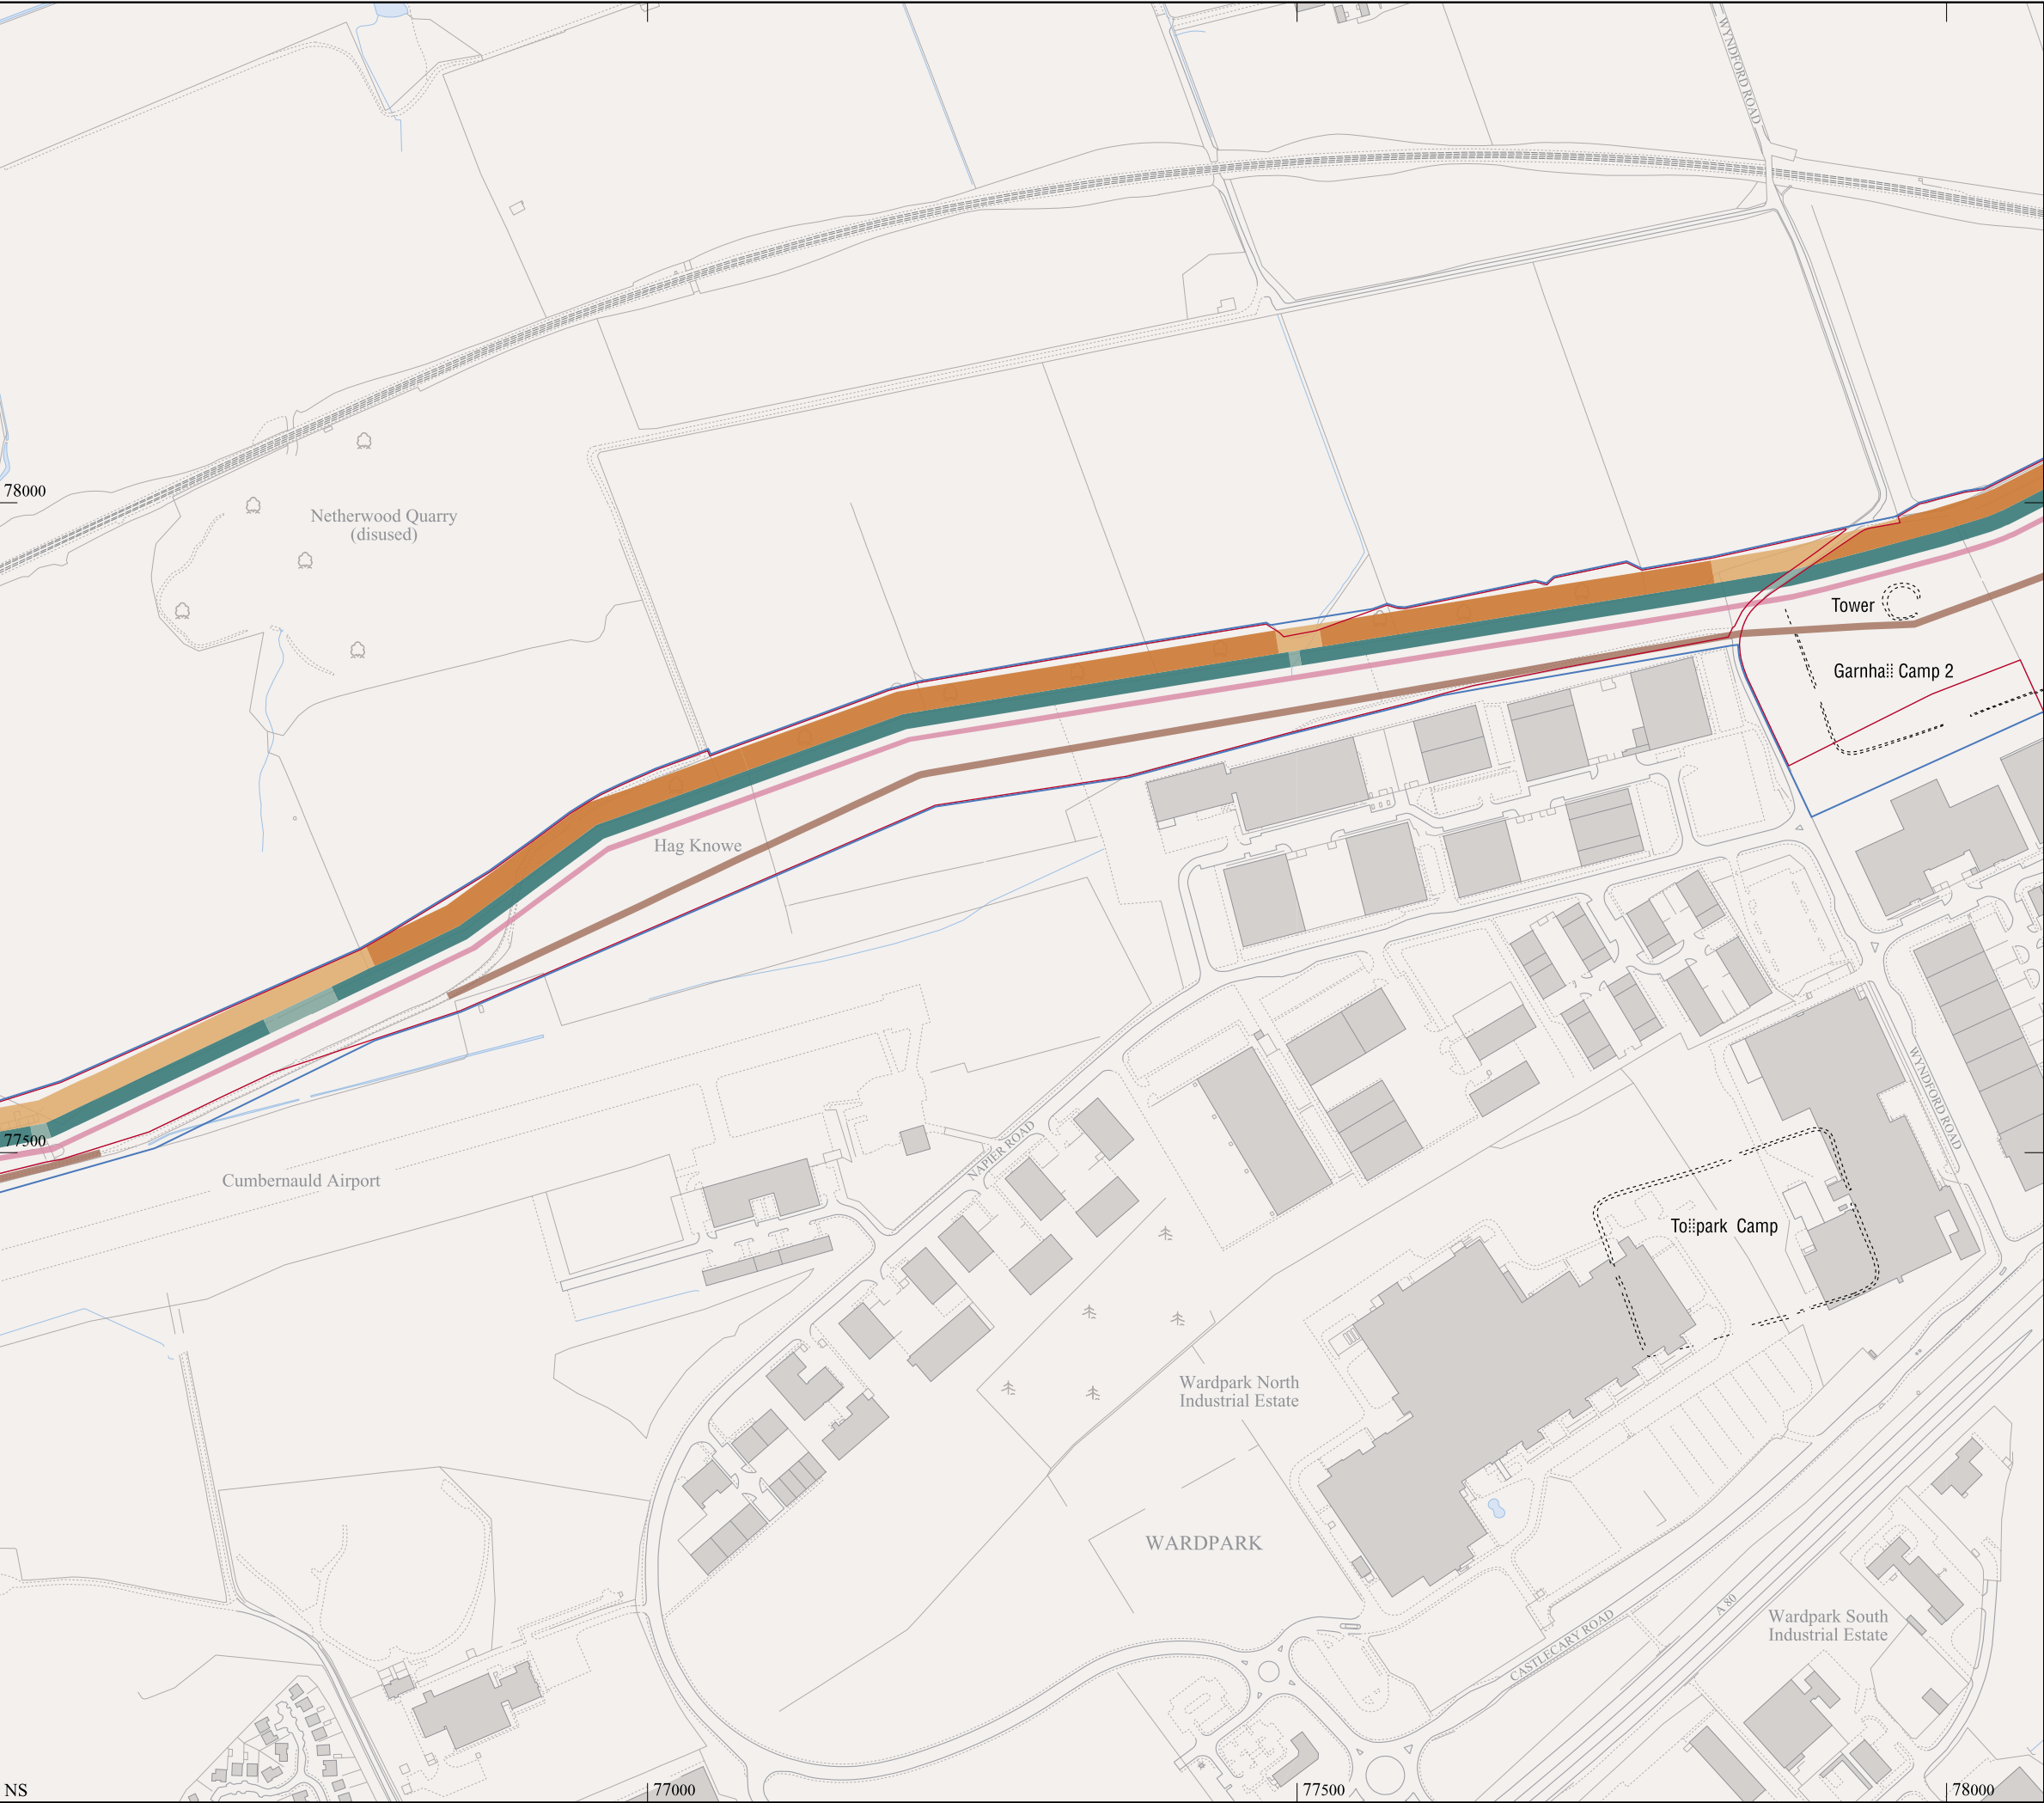 WYNDFORD ROAD
78000
Netherwood Quarry
(disused)
Tower
Garnhall Camp 2
Hag Knowe
77500
Cumbernauld Airport
NAPIER ROAD
WYNDFORD ROAD
Tollpark Camp
Wardpark North
Industrial Estate
WARDPARK
A 80
CASTLECARY ROAD
Wardpark South
Industrial Estate
NS
77000
77500
78000